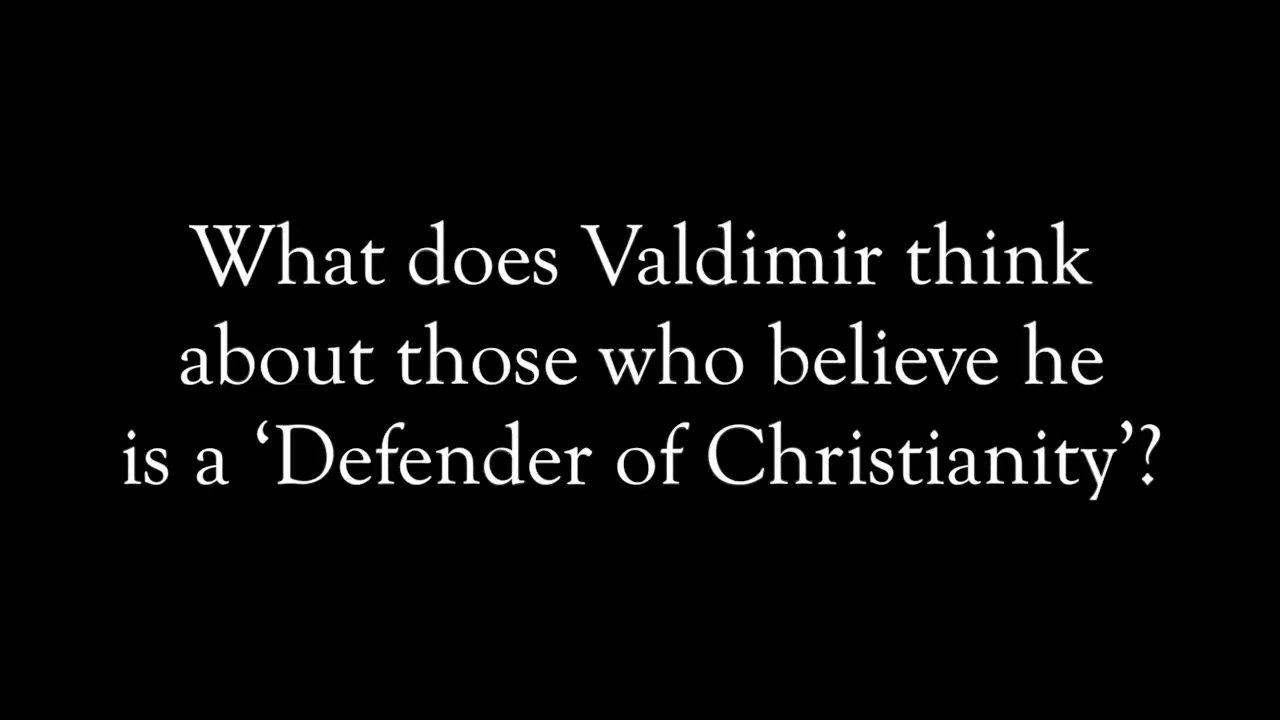 What does Valdimir think
about those who believe he
is a ‘Defender of Christianity’?